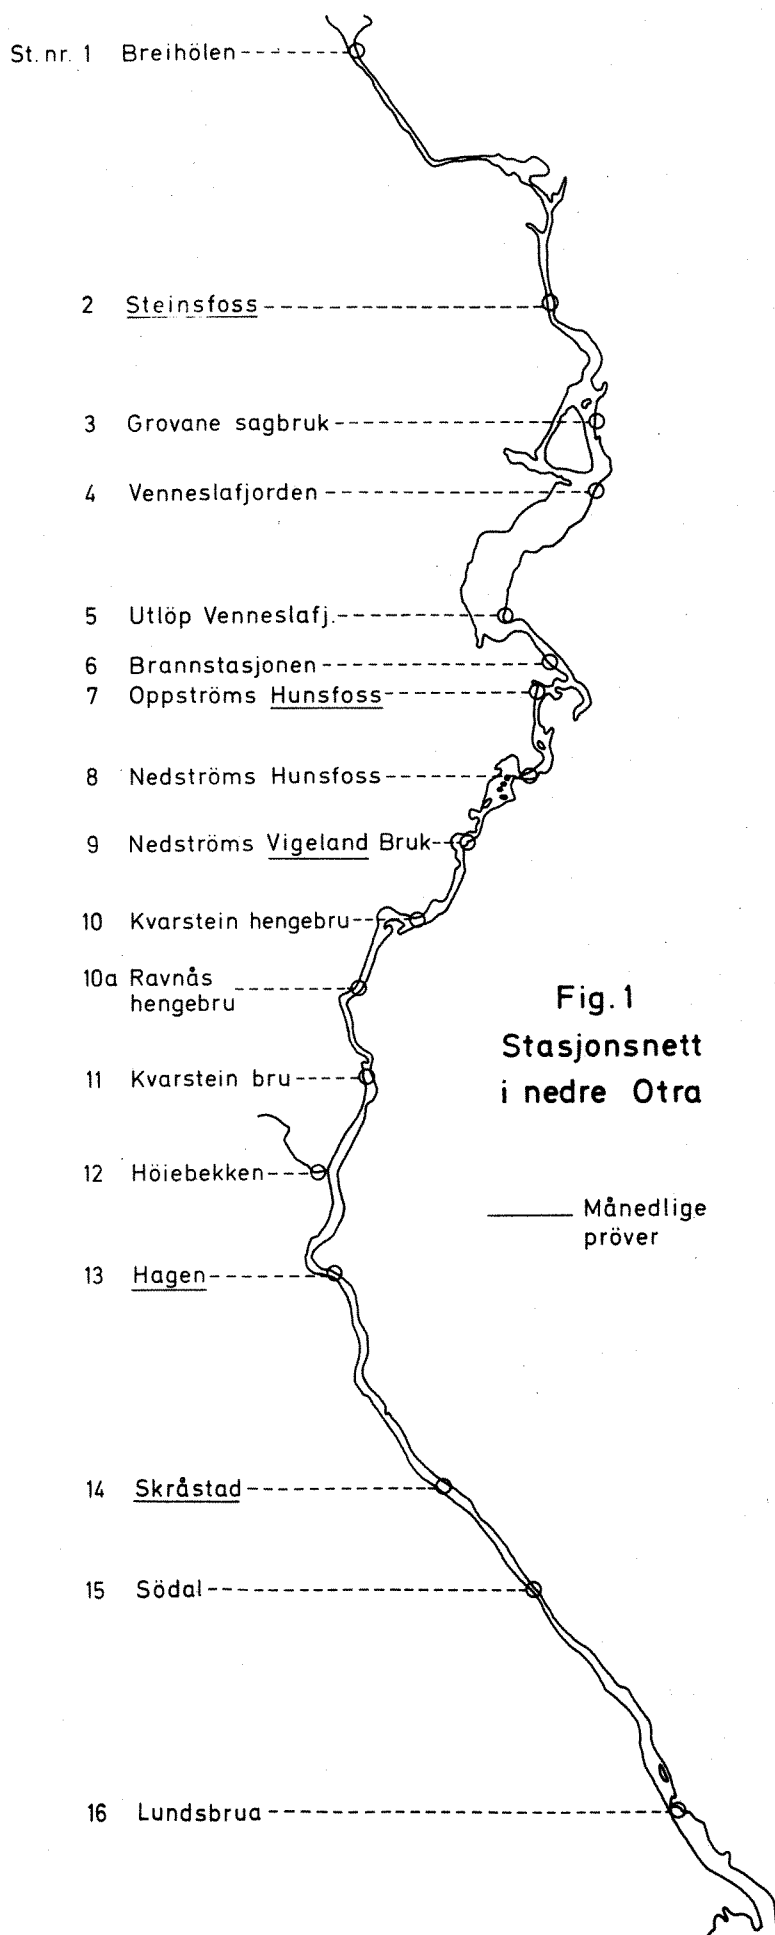 St. nr. 1 Breihölen
2 Steinsfoss
3 Grovane sagbruk
4 Venneslafjorden
5 Utlöp Venneslafj.
6 Brannstasjonen
7 Oppströms Hunsfoss
8 Nedströms Hunsfoss
9 Nedströms Vigeland Bruk
10 Kvarstein hengebru
10a Ravnås
hengebru
11 Kvarstein bru
12 Höiebekken
13 Hagen
14 Skråstad
15 Södal
16 Lundsbrua
Fig. 1
Stasjonsnett
i nedre Otra
Månedlige
pröver